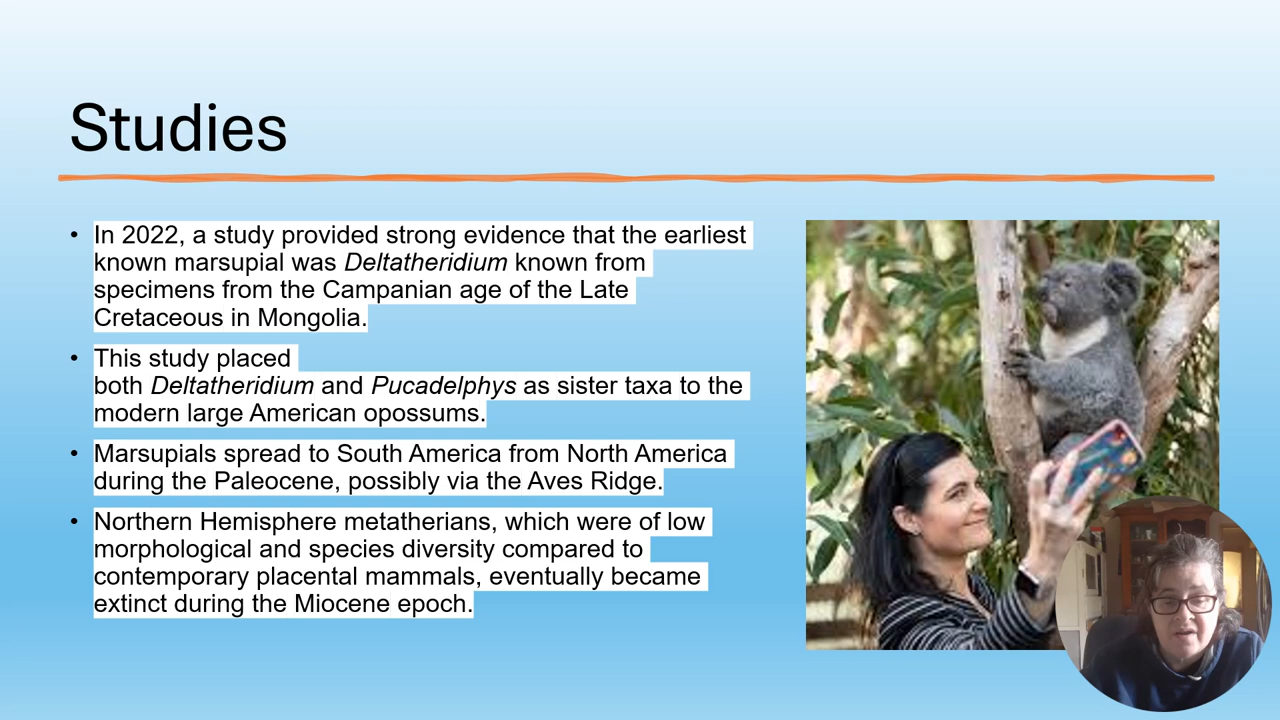 Studies
• In 2022, a study provided strong evidence that the earliest
known marsupial was Deltatheridium known from
specimens from the Campanian age of the Late
Cretaceous in Mongolia.
• This study placed
both Deltatheridium and Pucadelphys as sister taxa to the
modern large American opossums.
• Marsupials spread to South America from North America
during the Paleocene, possibly via the Aves Ridge.
• Northern Hemisphere metatherians, which were of low
morphological and species diversity compared to
contemporary placental mammals, eventually became
extinct during the Miocene epoch.